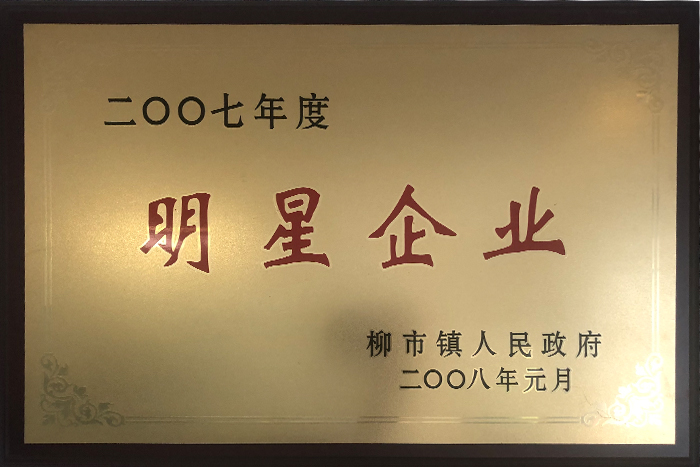 二〇〇七年度
明星企业
柳市镇人民政府
二〇〇八年元月